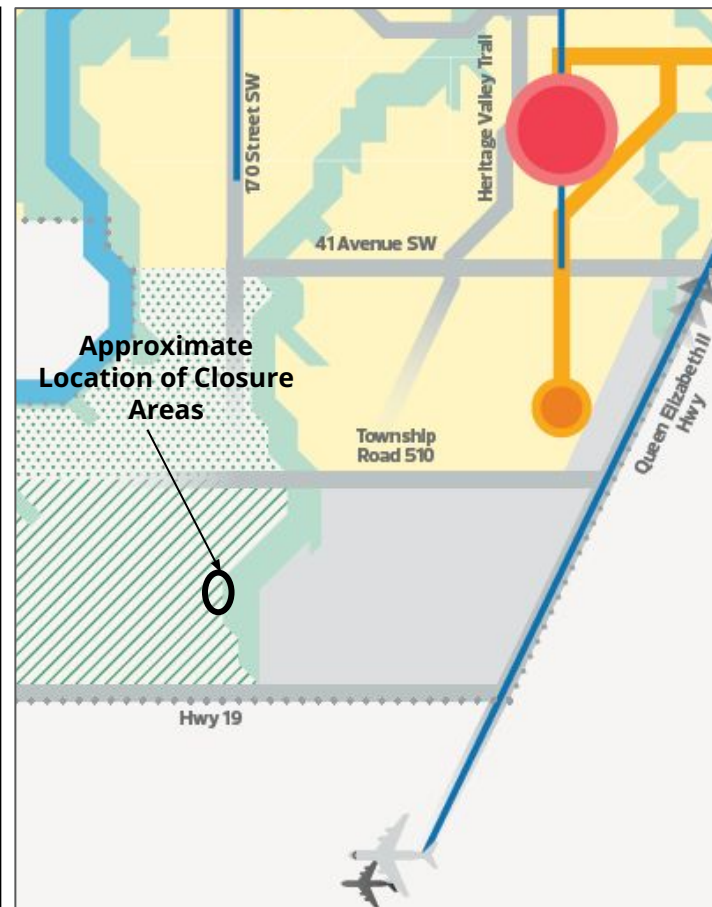 170 Street SW
Heritage Valley Trail
41 Avenue SW
Approximate
Location of Closure
Areas
Queen Elizabeth II
Hwy
Township
Road 510
Hwy 19